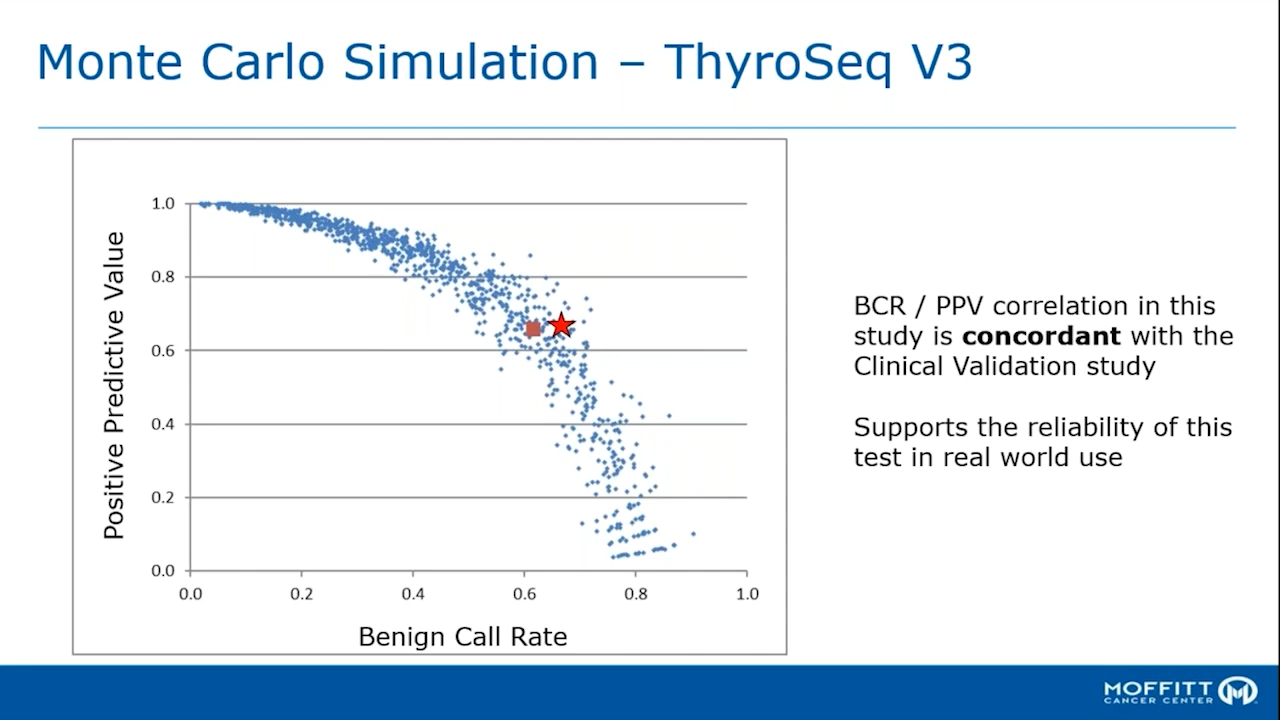 Monte Carlo Simulation – ThyroSeq V3
Positive Predictive Value
1.0
0.8
0.6
0.4
0.2
0.0
0.0 0.2 0.4 0.6 0.8 1.0
Benign Call Rate
BCR / PPV correlation in this
study is concordant with the
Clinical Validation study
Supports the reliability of this
test in real world use
MOFFITT
CANCER CENTER